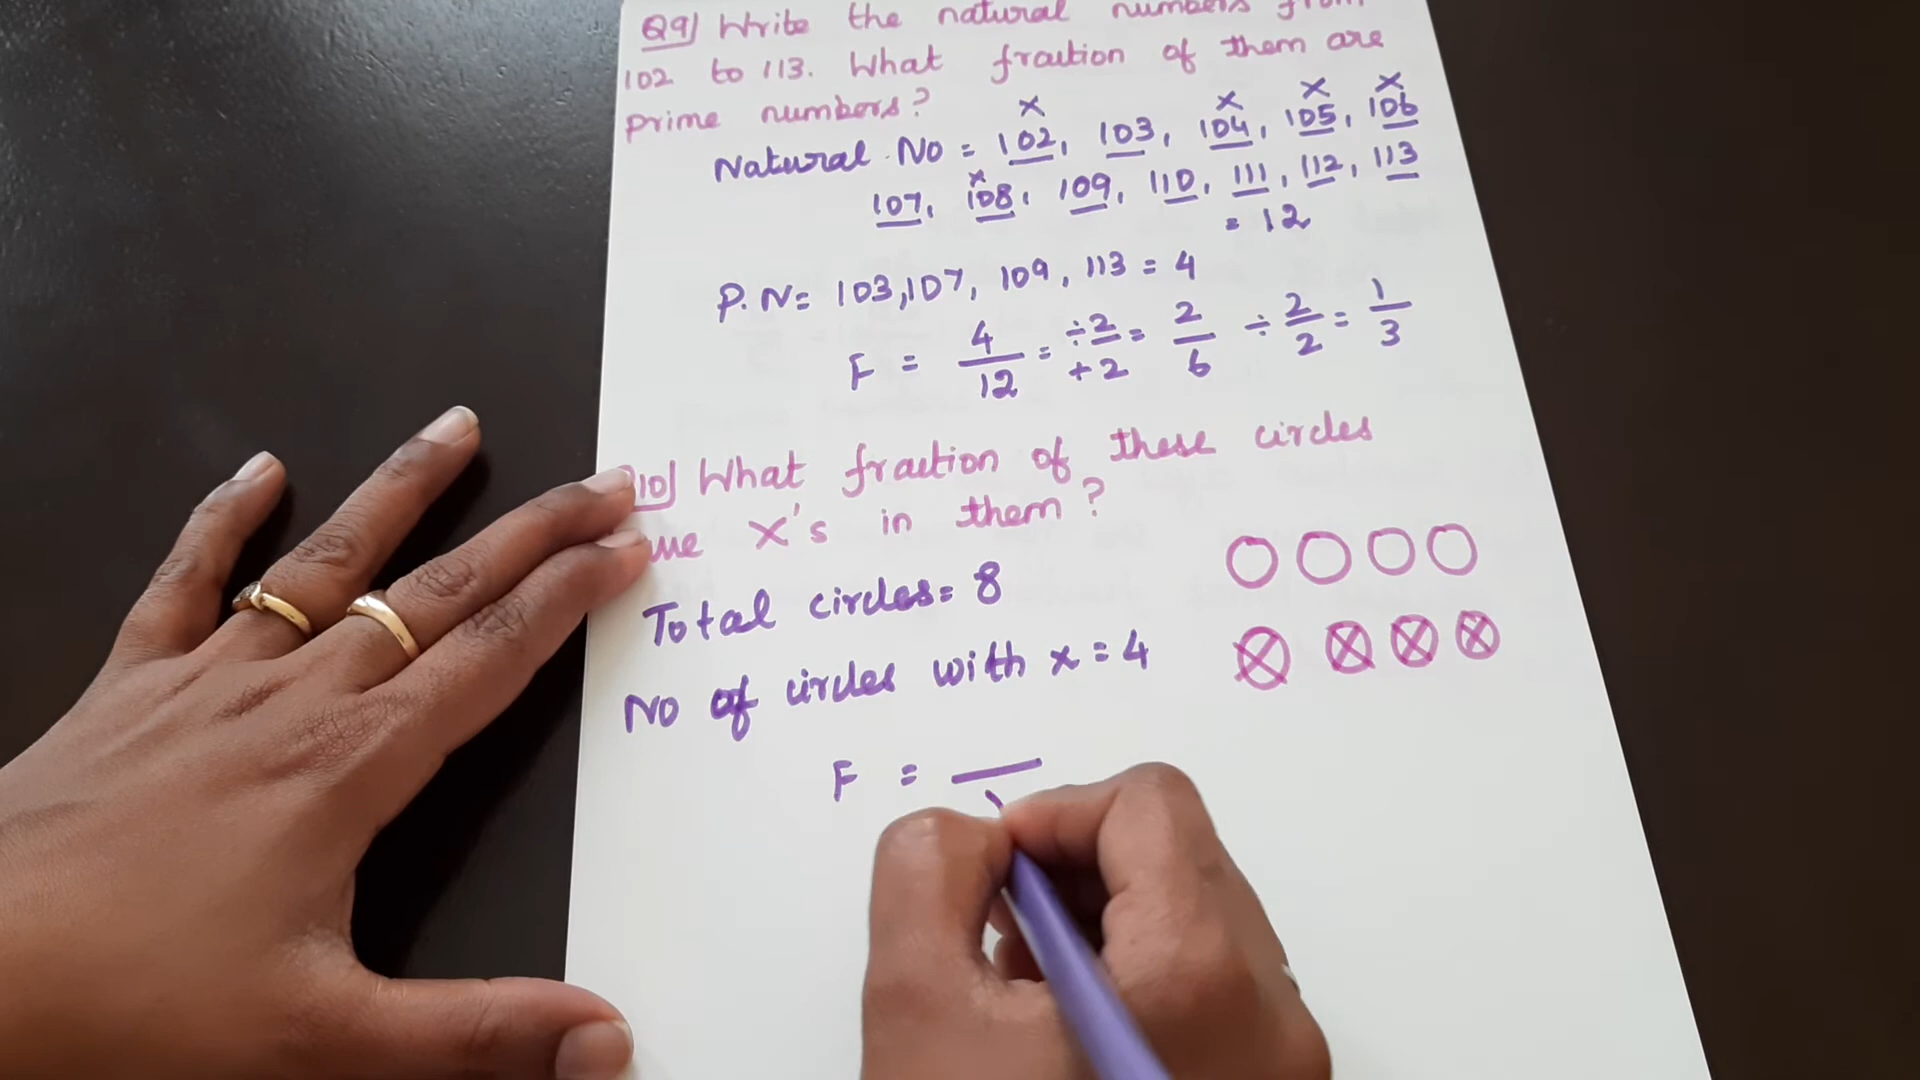 Q9] Write the natural numbers from
102 to 113. What fraction of them are
prime numbers?
Natural No = 102, 103, 104, 105, 106
107, 108, 109, 110, 111, 112, 113
= 12
P.N= 103,107, 109, 113 = 4
F = 4/12 = ÷2/+2 = 2/6 ÷ 2/2 = 1/3
10] What fraction of these circles
X's in them?
Total circles= 8
No of circles with x = 4
F =